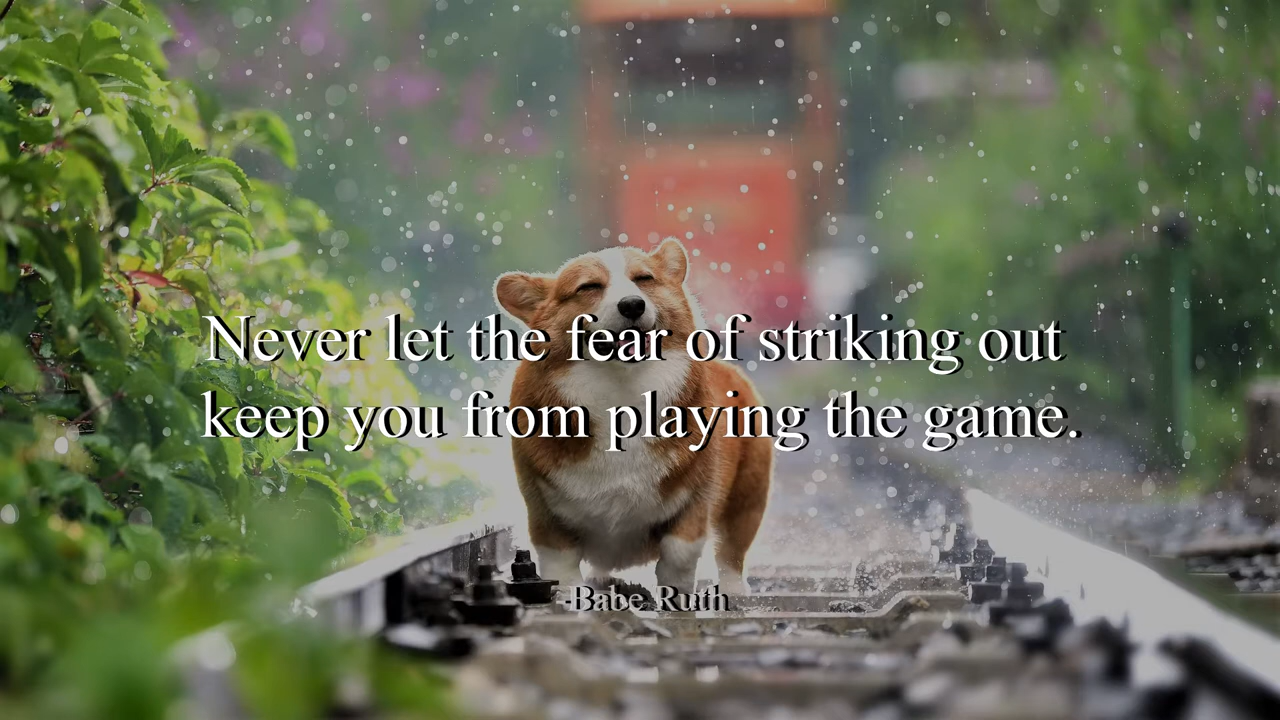 Never let the fear of striking out
keep you from playing the game.
-Babe Ruth